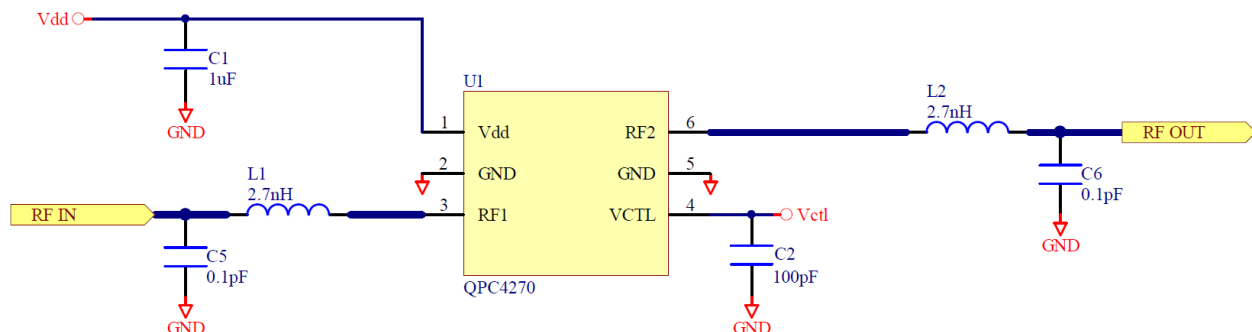 Vdd
C1
1uF
GND
U1
1
Vdd
RF2
6
2
GND
GND
5
3
RF1
VCTL
4
QPC4270
L1
2.7nH
RF IN
C5
0.1pF
GND
Vctl
C2
100pF
GND
L2
2.7nH
RF OUT
C6
0.1pF
GND